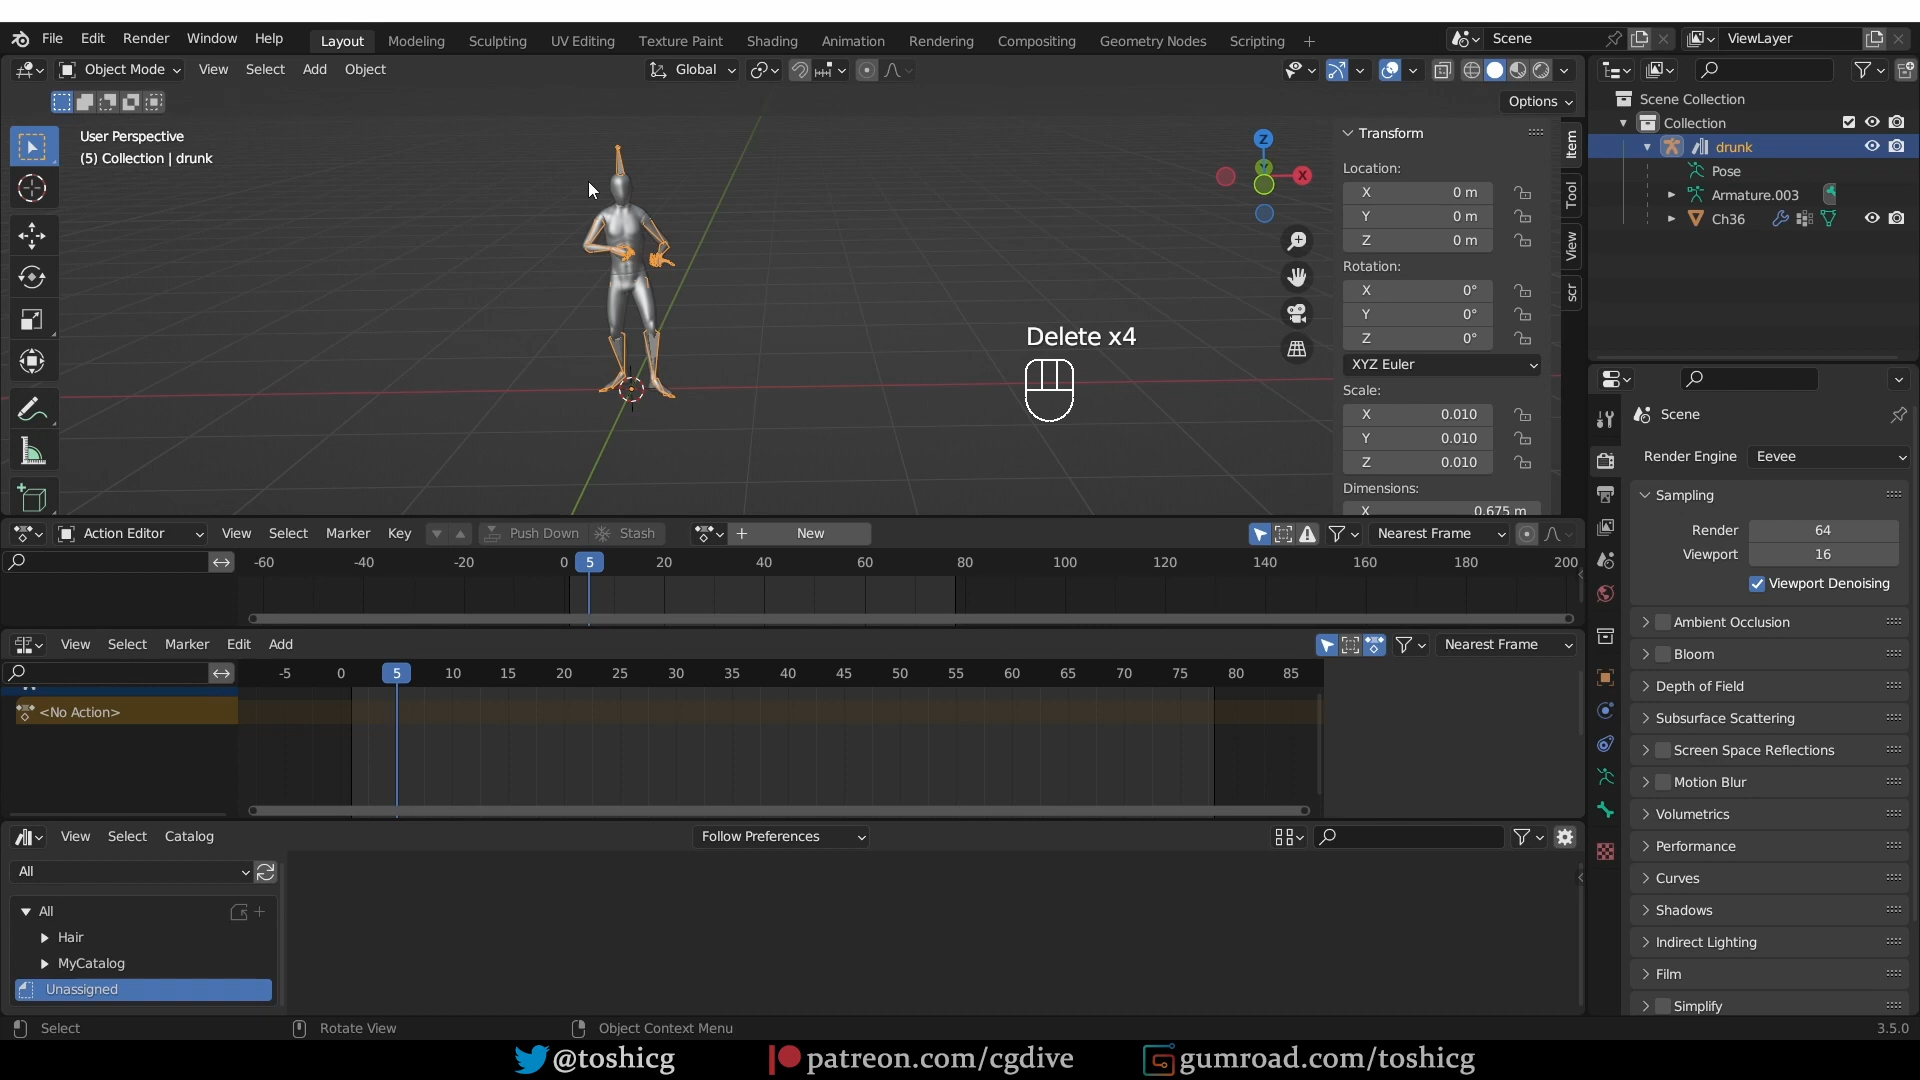 File Edit Render Window Help Layout Modeling Sculpting UV Editing Texture Paint Shading Animation Rendering Compositing Geometry Nodes Scripting + Scene ViewLayer
Object Mode View Select Add Object Global
Options
User Perspective
(5) Collection | drunk
Z
X
Delete x4
Transform
Location:
X 0 m
Y 0 m
Z 0 m
Rotation:
X 0°
Y 0°
Z 0°
XYZ Euler
Scale:
X 0.010
Y 0.010
Z 0.010
Dimensions:
X 0.675 m
Item
Tool
View
scr
Scene Collection
Collection
drunk
Pose
Armature.003
Ch36
Scene
Render Engine Eevee
Sampling
Render 64
Viewport 16
Viewport Denoising
Ambient Occlusion
Bloom
Depth of Field
Subsurface Scattering
Screen Space Reflections
Motion Blur
Volumetrics
Performance
Curves
Shadows
Indirect Lighting
Film
Simplify
Action Editor View Select Marker Key Push Down Stash + New Nearest Frame
-60 -40 -20 0 5 20 40 60 80 100 120 140 160 180 200
View Select Marker Edit Add Nearest Frame
-5 0 5 10 15 20 25 30 35 40 45 50 55 60 65 70 75 80 85
<No Action>
View Select Catalog Follow Preferences
All
All
Hair
MyCatalog
Unassigned
Select Rotate View Object Context Menu 3.5.0
@toshicg patreon.com/cgdive gumroad.com/toshicg